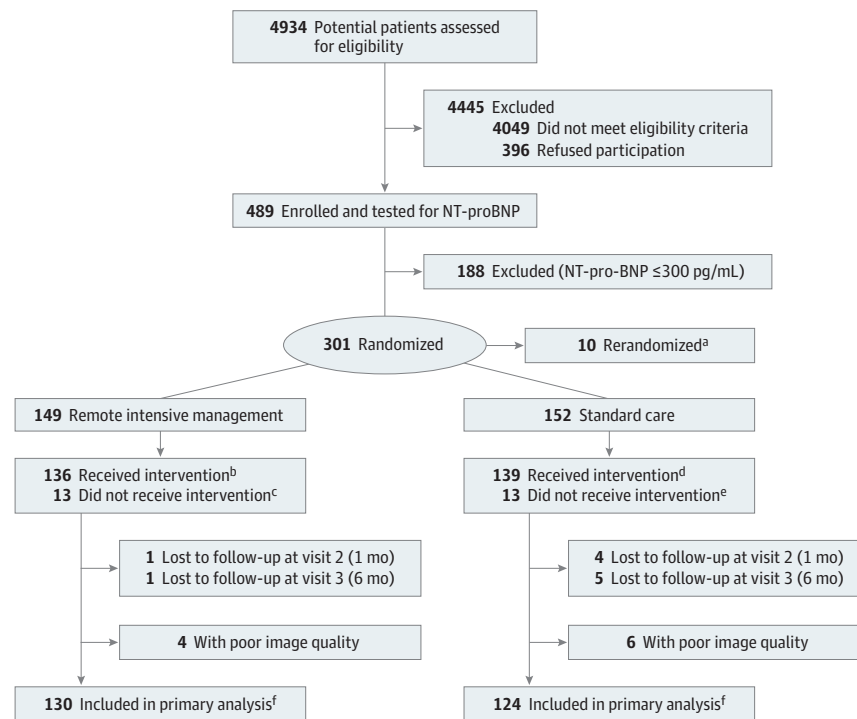 4934 Potential patients assessed
for eligibility
4445 Excluded
4049 Did not meet eligibility criteria
396 Refused participation
489 Enrolled and tested for NT-proBNP
188 Excluded (NT-pro-BNP ≤300 pg/mL)
301 Randomized
10 Rerandomizedᵃ
149 Remote intensive management
152 Standard care
136 Received interventionᵇ
13 Did not receive interventionᶜ
139 Received interventionᵈ
13 Did not receive interventionᵉ
1 Lost to follow-up at visit 2 (1 mo)
1 Lost to follow-up at visit 3 (6 mo)
4 Lost to follow-up at visit 2 (1 mo)
5 Lost to follow-up at visit 3 (6 mo)
4 With poor image quality
6 With poor image quality
130 Included in primary analysisᶠ
124 Included in primary analysisᶠ